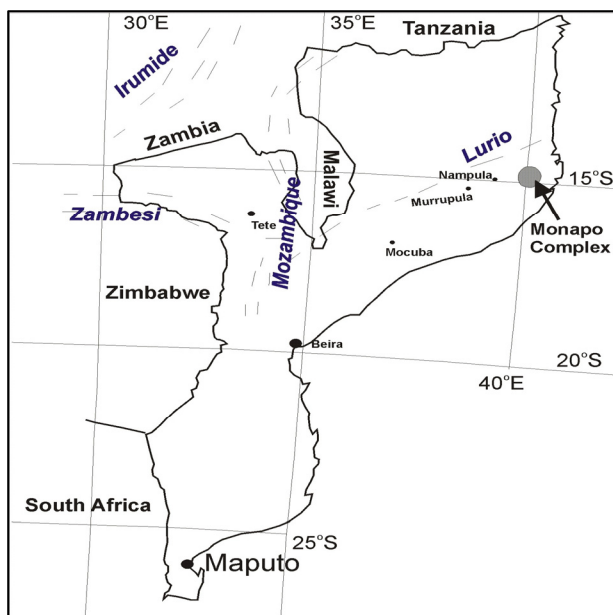 30°E
35°E
Tanzania
Irumide
Zambia
Malawi
Lurio
Nampula
15°S
Murrupula
Zambesi
Tete
Mozambique
Mocuba
Monapo
Complex
Zimbabwe
Beira
20°S
40°E
South Africa
25°S
Maputo